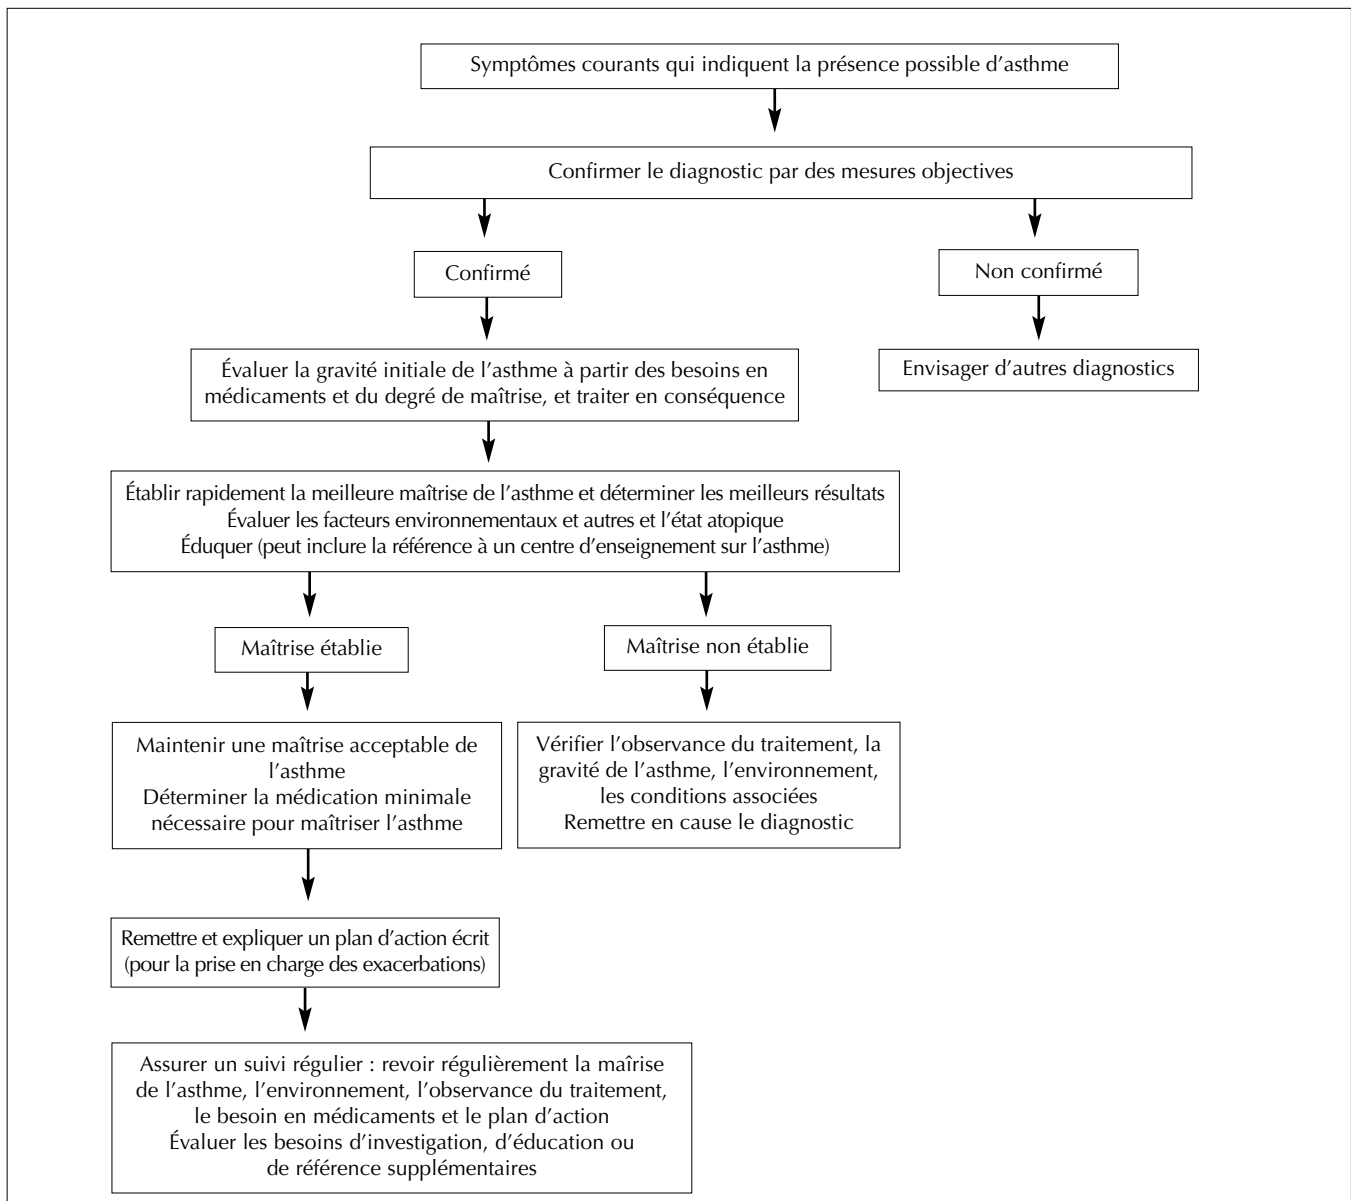 Symptômes courants qui indiquent la présence possible d'asthme
Confirmer le diagnostic par des mesures objectives
Confirmé
Non confirmé
Évaluer la gravité initiale de l'asthme à partir des besoins en
médicaments et du degré de maîtrise, et traiter en conséquence
Envisager d'autres diagnostics
Établir rapidement la meilleure maîtrise de l'asthme et déterminer les meilleurs résultats
Évaluer les facteurs environnementaux et autres et l'état atopique
Éduquer (peut inclure la référence à un centre d'enseignement sur l'asthme)
Maîtrise établie
Maîtrise non établie
Maintenir une maîtrise acceptable de
l'asthme
Déterminer la médication minimale
nécessaire pour maîtriser l'asthme
Vérifier l'observance du traitement, la
gravité de l'asthme, l'environnement,
les conditions associées
Remettre en cause le diagnostic
Remettre et expliquer un plan d'action écrit
(pour la prise en charge des exacerbations)
Assurer un suivi régulier : revoir régulièrement la maîrise
de l'asthme, l'environnement, l'observance du traitement,
le besoin en médicaments et le plan d'action
Évaluer les besoins d'investigation, d'éducation ou
de référence supplémentaires